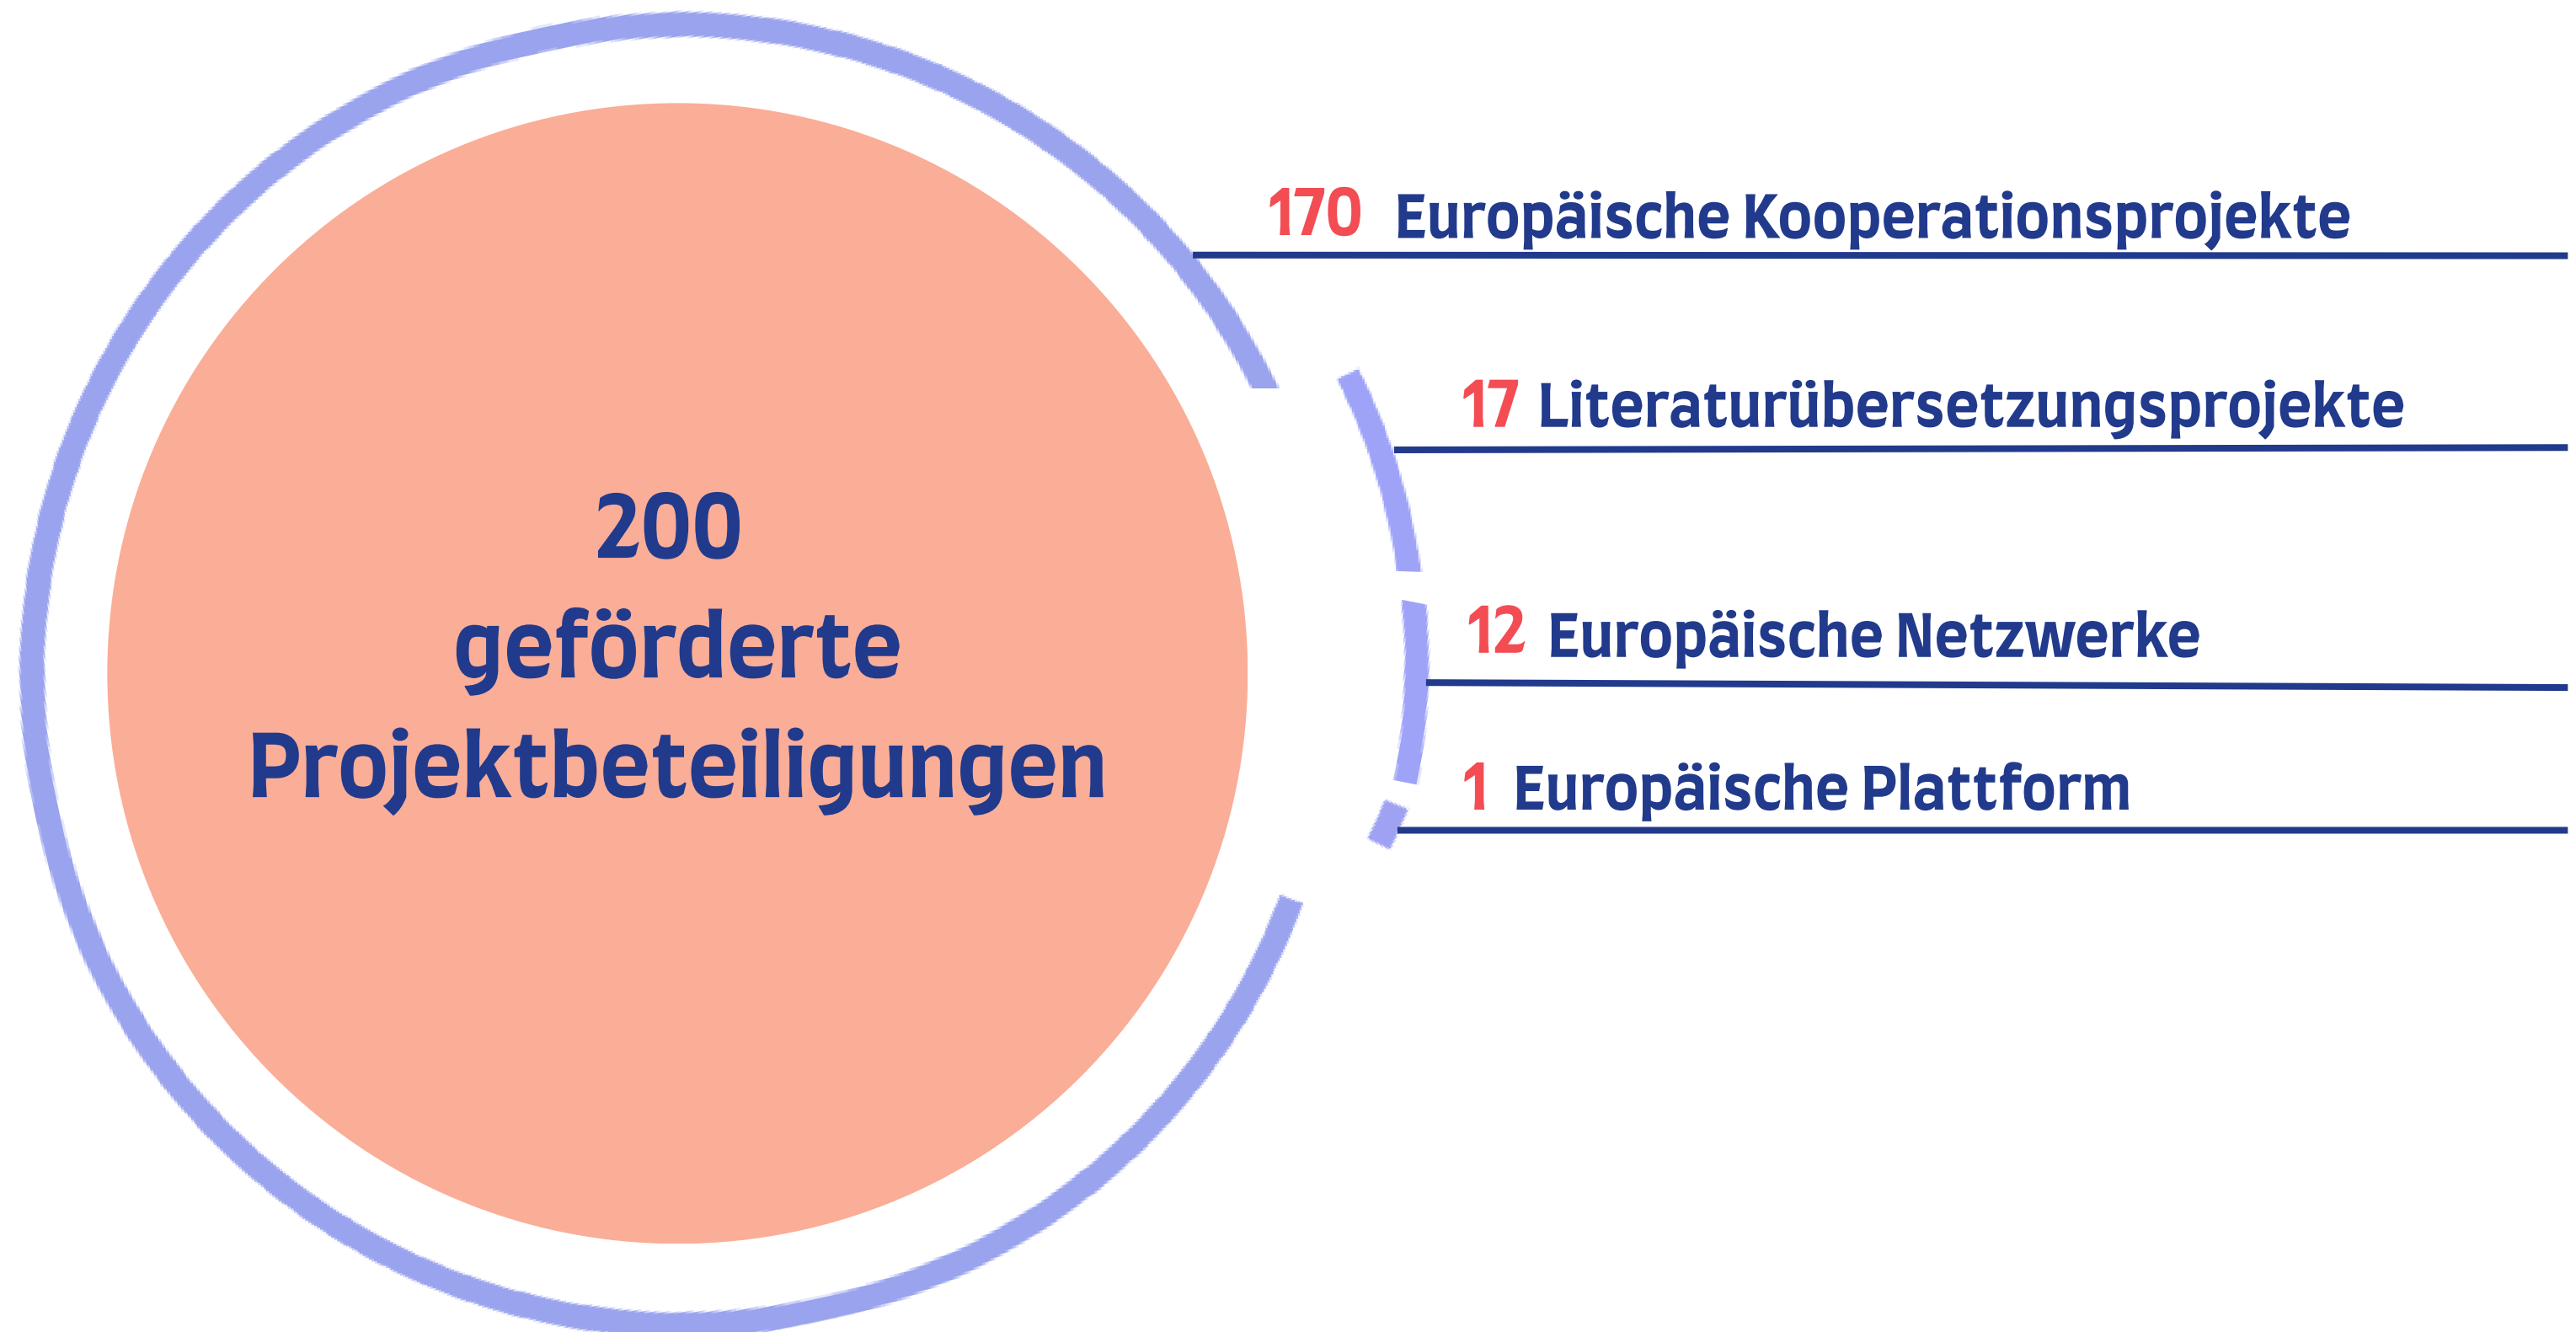 200
geförderte
Projektbeteiligungen
170 Europäische Kooperationsprojekte
17 Literaturübersetzungsprojekte
12 Europäische Netzwerke
1 Europäische Plattform